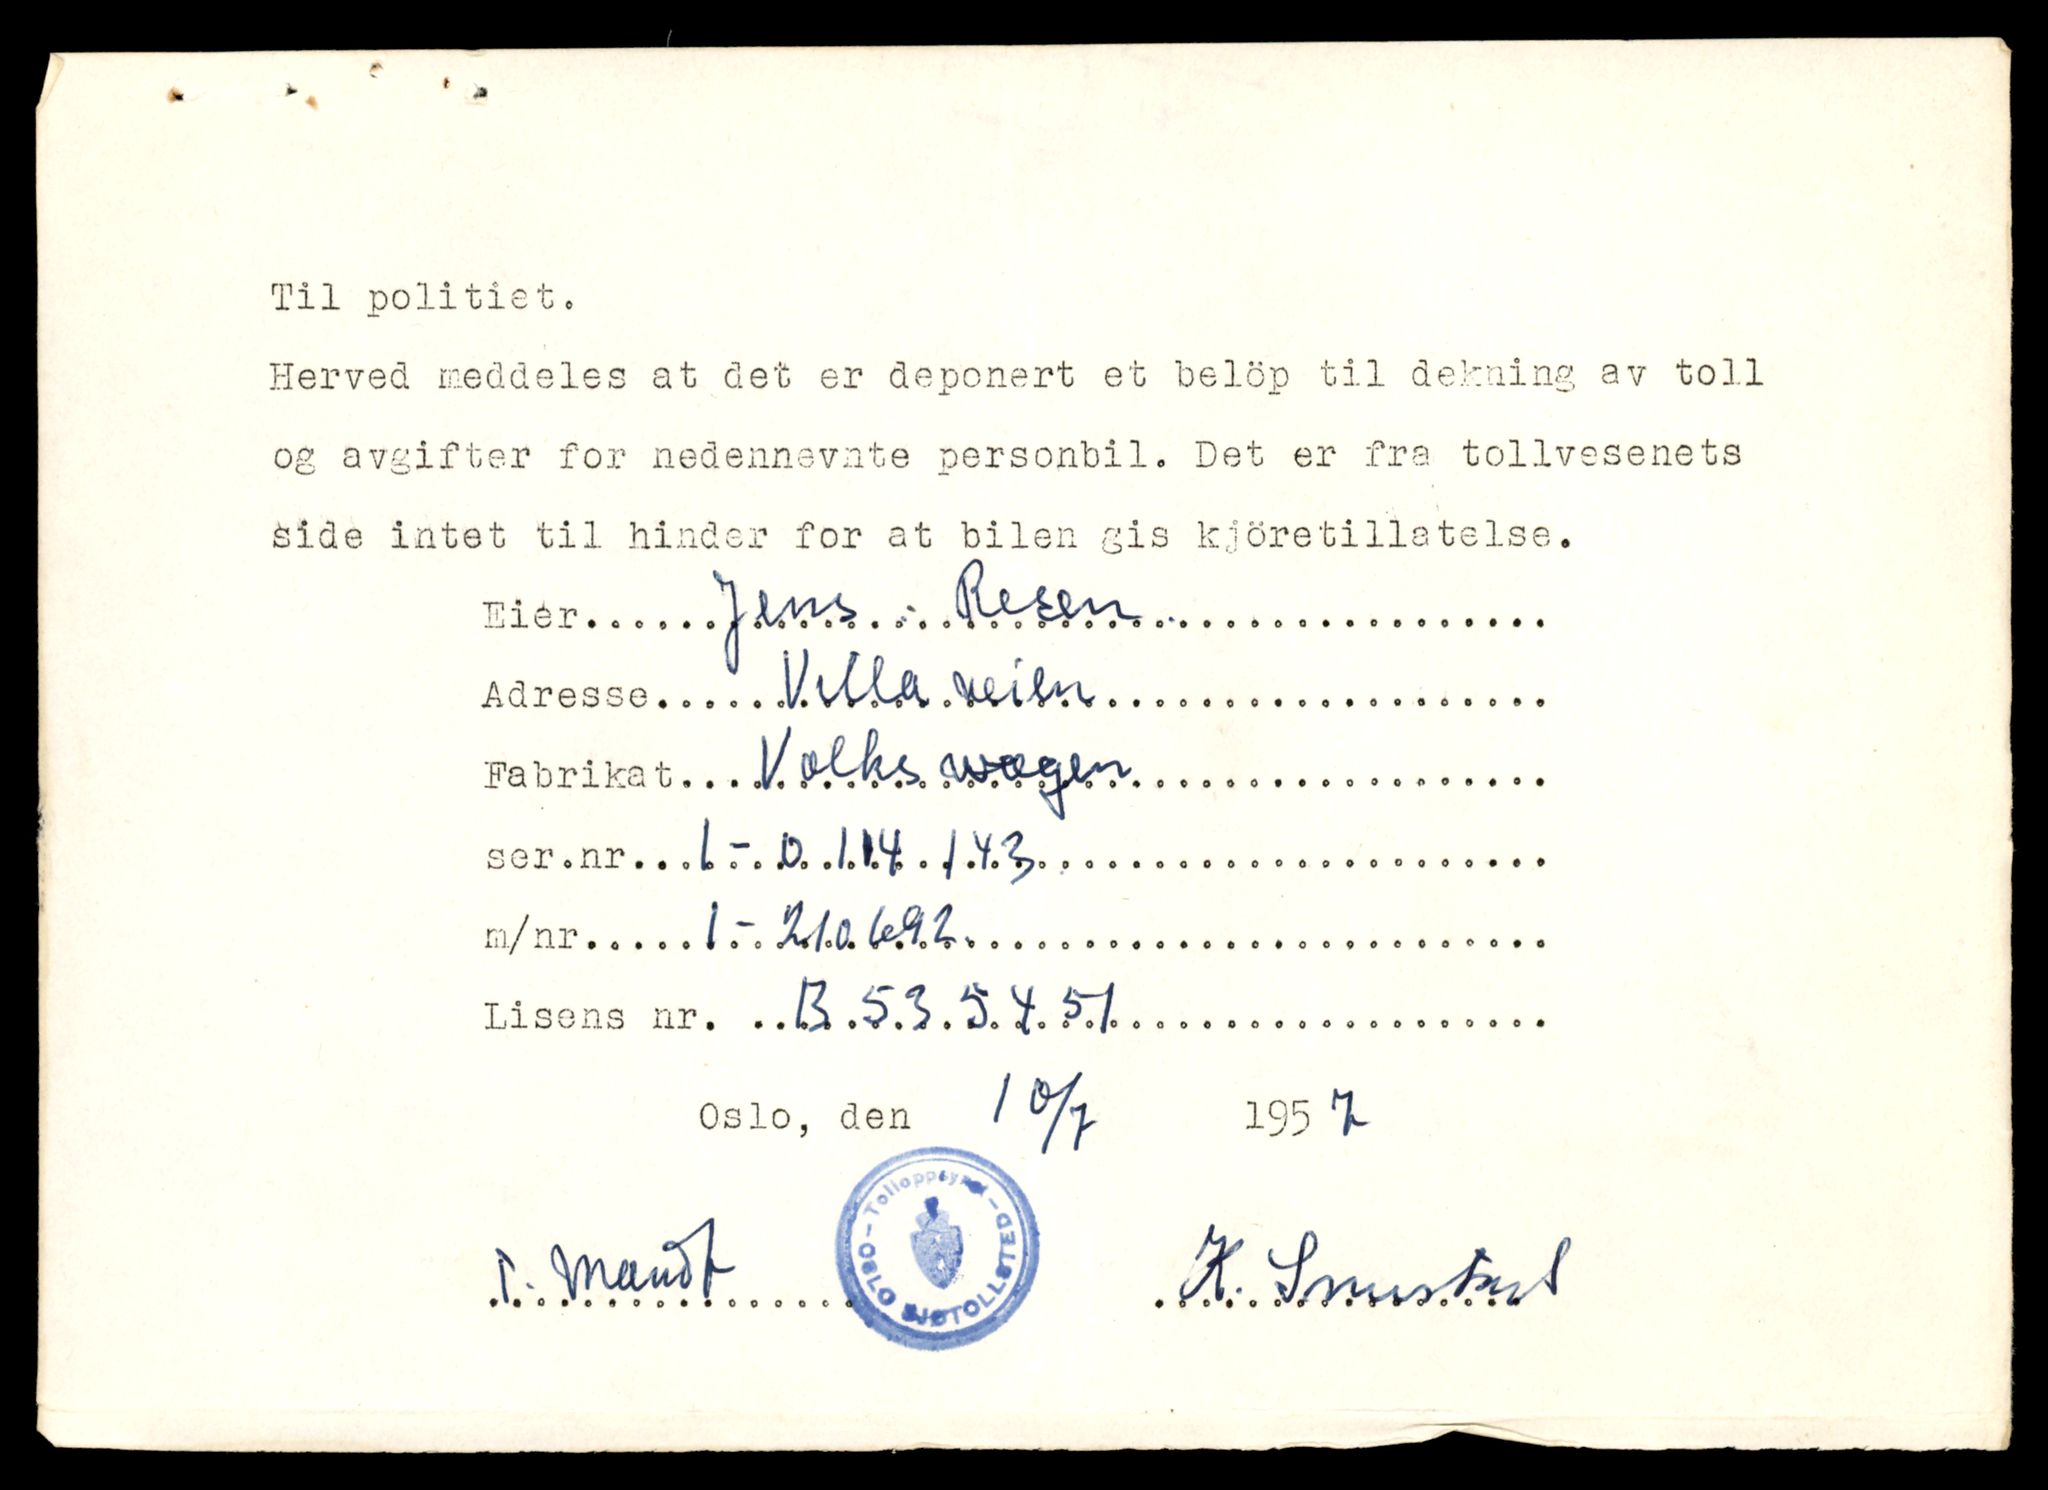 Til politiet.
Herved meddeles at det er deponert et belöp til dekning av toll
og avgifter for nedennevnte personbil. Det er fra tollvesenets
side intet til hinder for at bilen gis kjöretillatelse.
Eier...... Jens Resen
Adresse...... Villaveien
Fabrikat... Volkswagen
ser.nr... 1-0 114 143
m/nr..... 1-210692
Lisens nr. .. B 53 5 4 51
Oslo, den 10/7 1957
Mandt
Tolloppsynet – OSLO SJØTOLLSTED –
K.